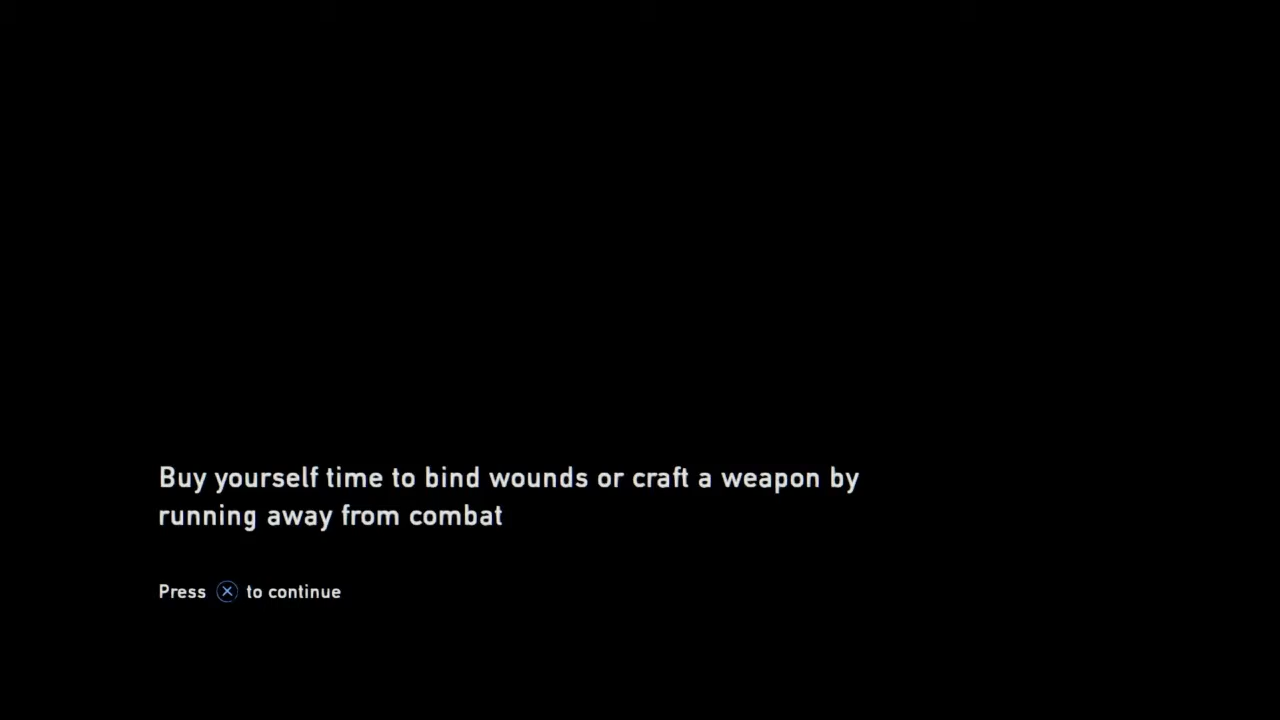 Buy yourself time to bind wounds or craft a weapon by
running away from combat
Press ⓧ to continue